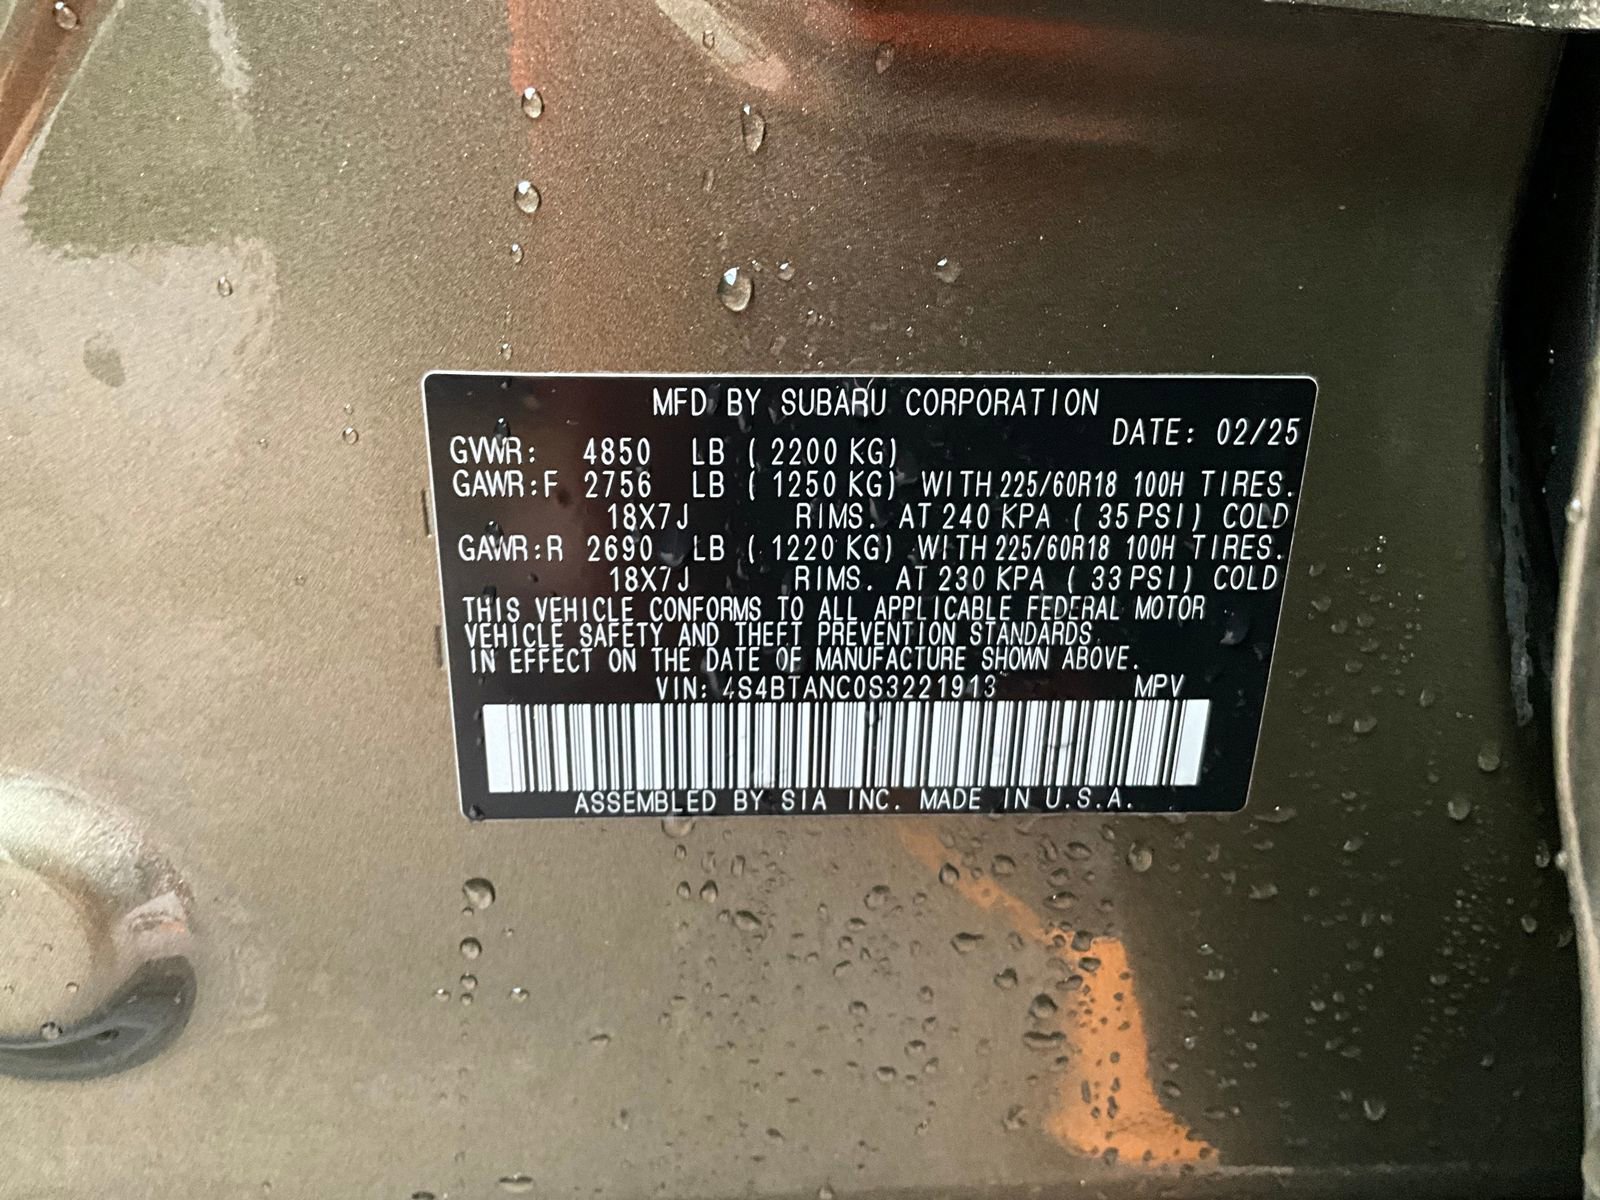 MFD BY SUBARU CORPORATION
DATE: 02/25
GVWR: 4850 LB ( 2200 KG)
GAWR:F 2756 LB ( 1250 KG) WITH 225/60R18 100H TIRES.
18X7J RIMS. AT 240 KPA ( 35 PSI) COLD
GAWR:R 2690 LB ( 1220 KG) WITH 225/60R18 100H TIRES.
18X7J RIMS. AT 230 KPA ( 33 PSI) COLD
THIS VEHICLE CONFORMS TO ALL APPLICABLE FEDERAL MOTOR
VEHICLE SAFETY AND THEFT PREVENTION STANDARDS
IN EFFECT ON THE DATE OF MANUFACTURE SHOWN ABOVE.
VIN: 4S4BTANC0S3221913 MPV
ASSEMBLED BY SIA INC. MADE IN U.S.A.